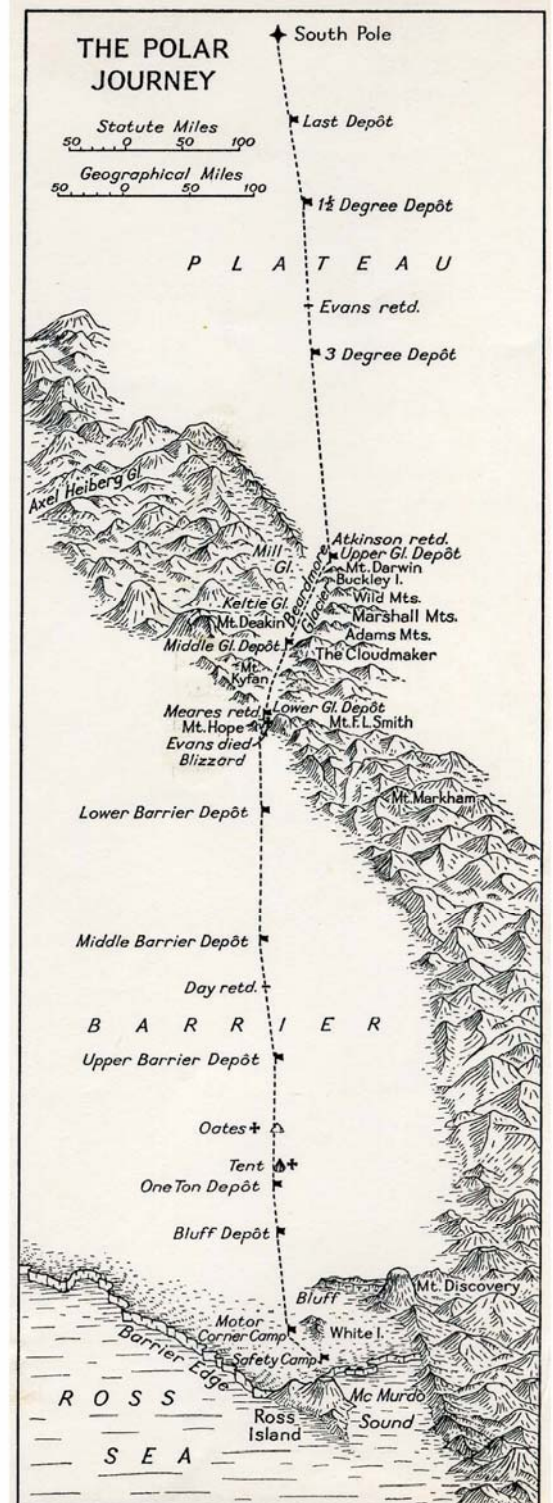 THE POLAR
JOURNEY
South Pole
Statute Miles
50 0 50 100
Geographical Miles
50 0 50 100
Last Depôt
1½ Degree Depôt
PLATEAU
Evans retd.
3 Degree Depôt
Axel Heiberg Gl
Mill
Gl.
Beardmore
Glacier
Atkinson retd.
Upper Gl. Depôt
Mt. Darwin
Buckley I.
Wild Mts.
Keltie Gl.
Marshall Mts.
Mt. Deakin
Adams Mts.
Middle Gl. Depôt
The Cloudmaker
Mt.
Kyfan
Meares retd.
Lower Gl. Depôt
Mt. Hope
Mt. F. L. Smith
Evans died
Blizzard
Mt. Markham
Lower Barrier Depôt
Middle Barrier Depôt
Day retd.
BARRIER
Upper Barrier Depôt
Oates
Tent
One Ton Depôt
Bluff Depôt
Bluff
Mt. Discovery
Motor
Corner Camp
White I.
Safety Camp
Barrier Edge
ROSS
SEA
Ross
Island
Mc Murdo
Sound